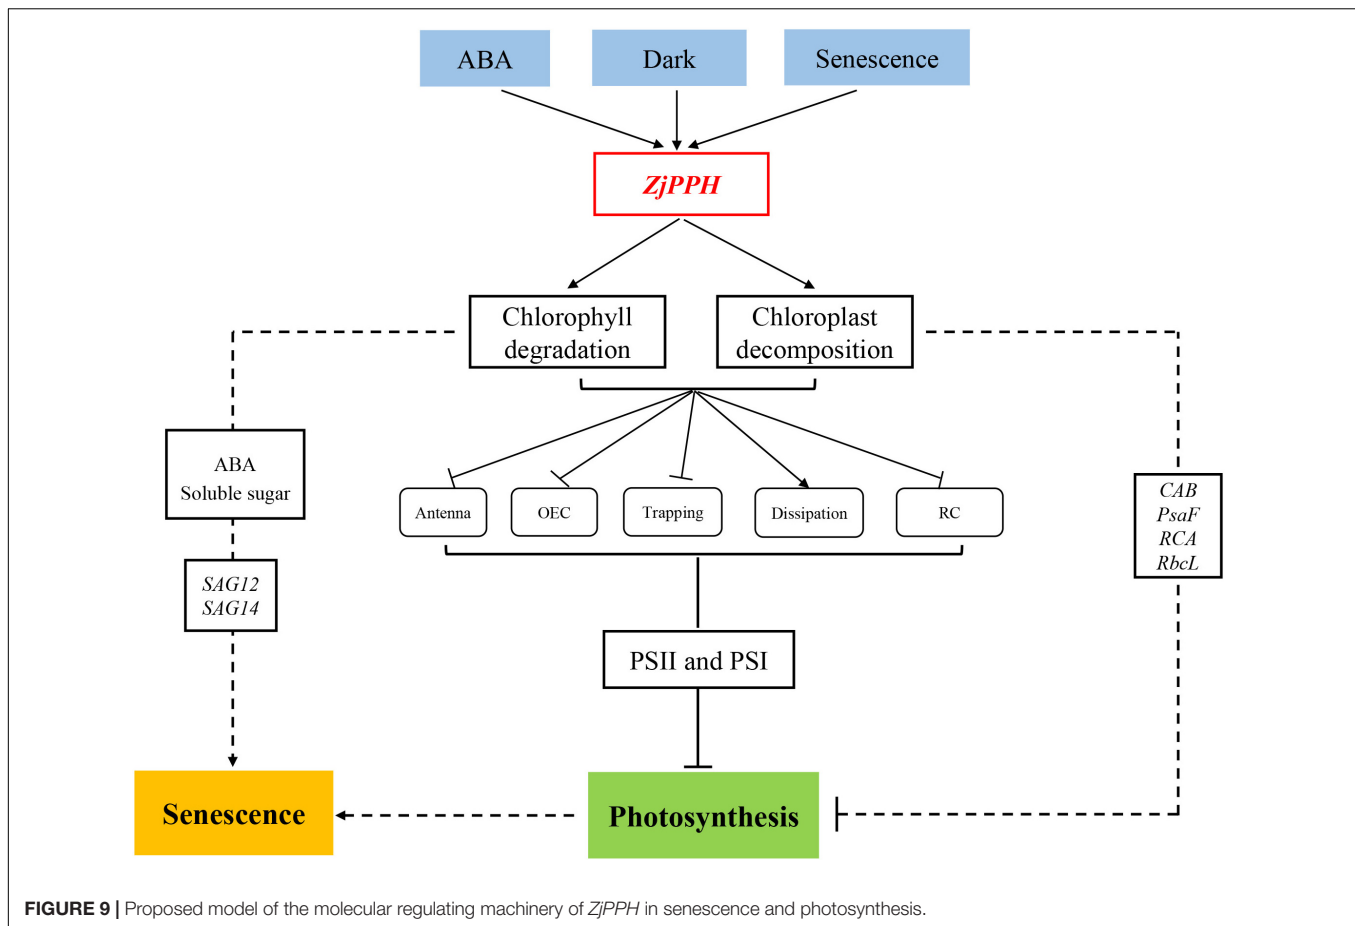 ABA
Dark
Senescence
ZjPPH
Chlorophyll
degradation
Chloroplast
decomposition
ABA
Soluble sugar
SAG12
SAG14
Antenna
OEC
Trapping
Dissipation
RC
CAB
PsaF
RCA
RbcL
PSII and PSI
Senescence
Photosynthesis
FIGURE 9 | Proposed model of the molecular regulating machinery of ZjPPH in senescence and photosynthesis.